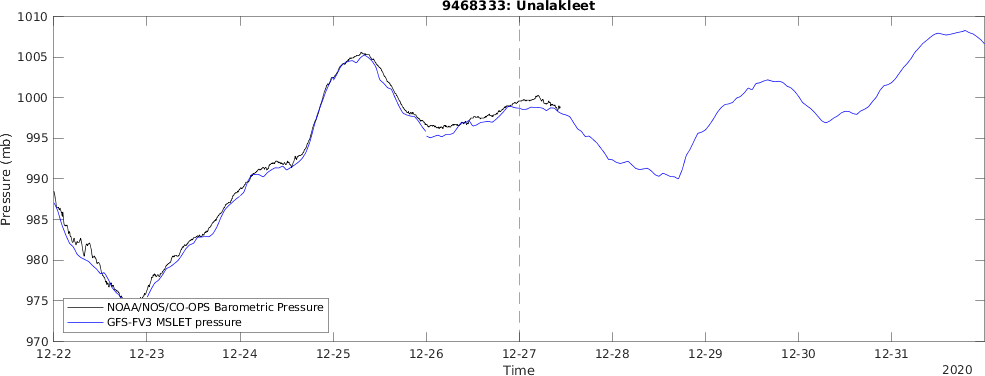 9468333: Unalakleet
Pressure (mb)
1010
1005
1000
995
990
985
980
975
970
NOAA/NOS/CO-OPS Barometric Pressure
GFS-FV3 MSLET pressure
12-22 12-23 12-24 12-25 12-26 12-27 12-28 12-29 12-30 12-31
Time
2020